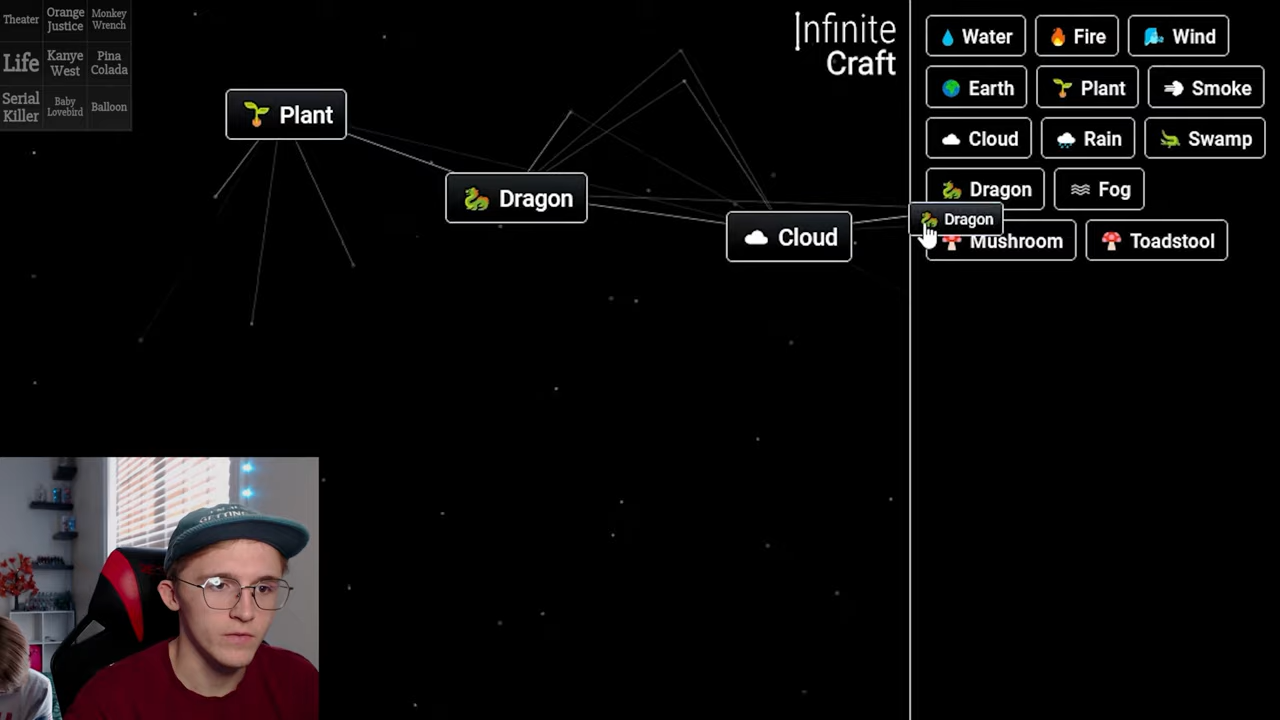 Theater
Orange Justice
Monkey Wrench
Life
Kanye West
Pina Colada
Serial Killer
Baby Lovebird
Balloon
Infinite
Craft
Plant
Dragon
Cloud
Dragon
Water
Fire
Wind
Earth
Plant
Smoke
Cloud
Rain
Swamp
Dragon
Fog
Mushroom
Toadstool